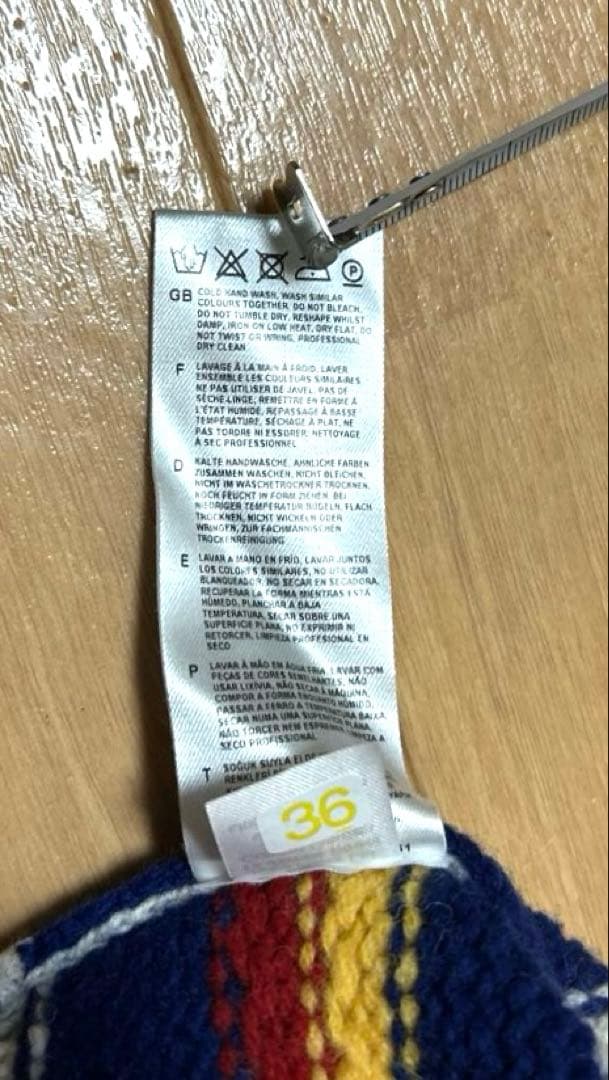 P
GB COLD HAND WASH, WASH SIMILAR
COLOURS TOGETHER, DO NOT BLEACH,
DO NOT TUMBLE DRY, RESHAPE WHILST
DAMP, IRON ON LOW HEAT, DRY FLAT, DO
NOT TWIST OR WRING, PROFESSIONAL
DRY CLEAN
F LAVAGE À LA MAIN À FROID, LAVER
ENSEMBLE LES COULEURS SIMILAIRES,
NE PAS UTILISER DE JAVEL, PAS DE
SÈCHE-LINGE, REMETTRE EN FORME À
L'ÉTAT HUMIDE, REPASSAGE À BASSE
TEMPÉRATURE, SÉCHAGE À PLAT, NE
PAS TORDRE NI ESSORER, NETTOYAGE
À SEC PROFESSIONNEL
D KALTE HANDWÄSCHE, ÄHNLICHE FARBEN
ZUSAMMEN WASCHEN, NICHT BLEICHEN,
NICHT IM WÄSCHETROCKNER TROCKNEN,
NOCH FEUCHT IN FORM ZIEHEN, BEI
NIEDRIGER TEMPERATUR BÜGELN, FLACH
TROCKNEN, NICHT WICKELN ODER
WRINGEN, ZUR FACHMÄNNISCHEN
TROCKENREINIGUNG
E LAVAR A MANO EN FRÍO, LAVAR JUNTOS
LOS COLORES SIMILARES, NO UTILIZAR
BLANQUEADOR, NO SECAR EN SECADORA,
RECUPERAR LA FORMA MIENTRAS ESTÁ
HÚMEDO, PLANCHAR A BAJA
TEMPERATURA, SECAR SOBRE UNA
SUPERFICIE PLANA, NO EXPRIMIR NI
RETORCER, LIMPIEZA PROFESIONAL EN
SECO
P LAVAR À MÃO EM ÁGUA FRIA, LAVAR COM
PEÇAS DE CORES SEMELHANTES, NÃO
USAR LIXÍVIA, NÃO SECAR À MÁQUINA,
COMPOR A FORMA ENQUANTO HÚMIDO,
PASSAR A FERRO A TEMPERATURA BAIXA,
SECAR NUMA UMA SUPERFÍCIE PLANA,
NÃO TORCER NEM ESPREMER, LIMPEZA A
SECO PROFISSIONAL
T SOĞUK SUYLA ELDE
36